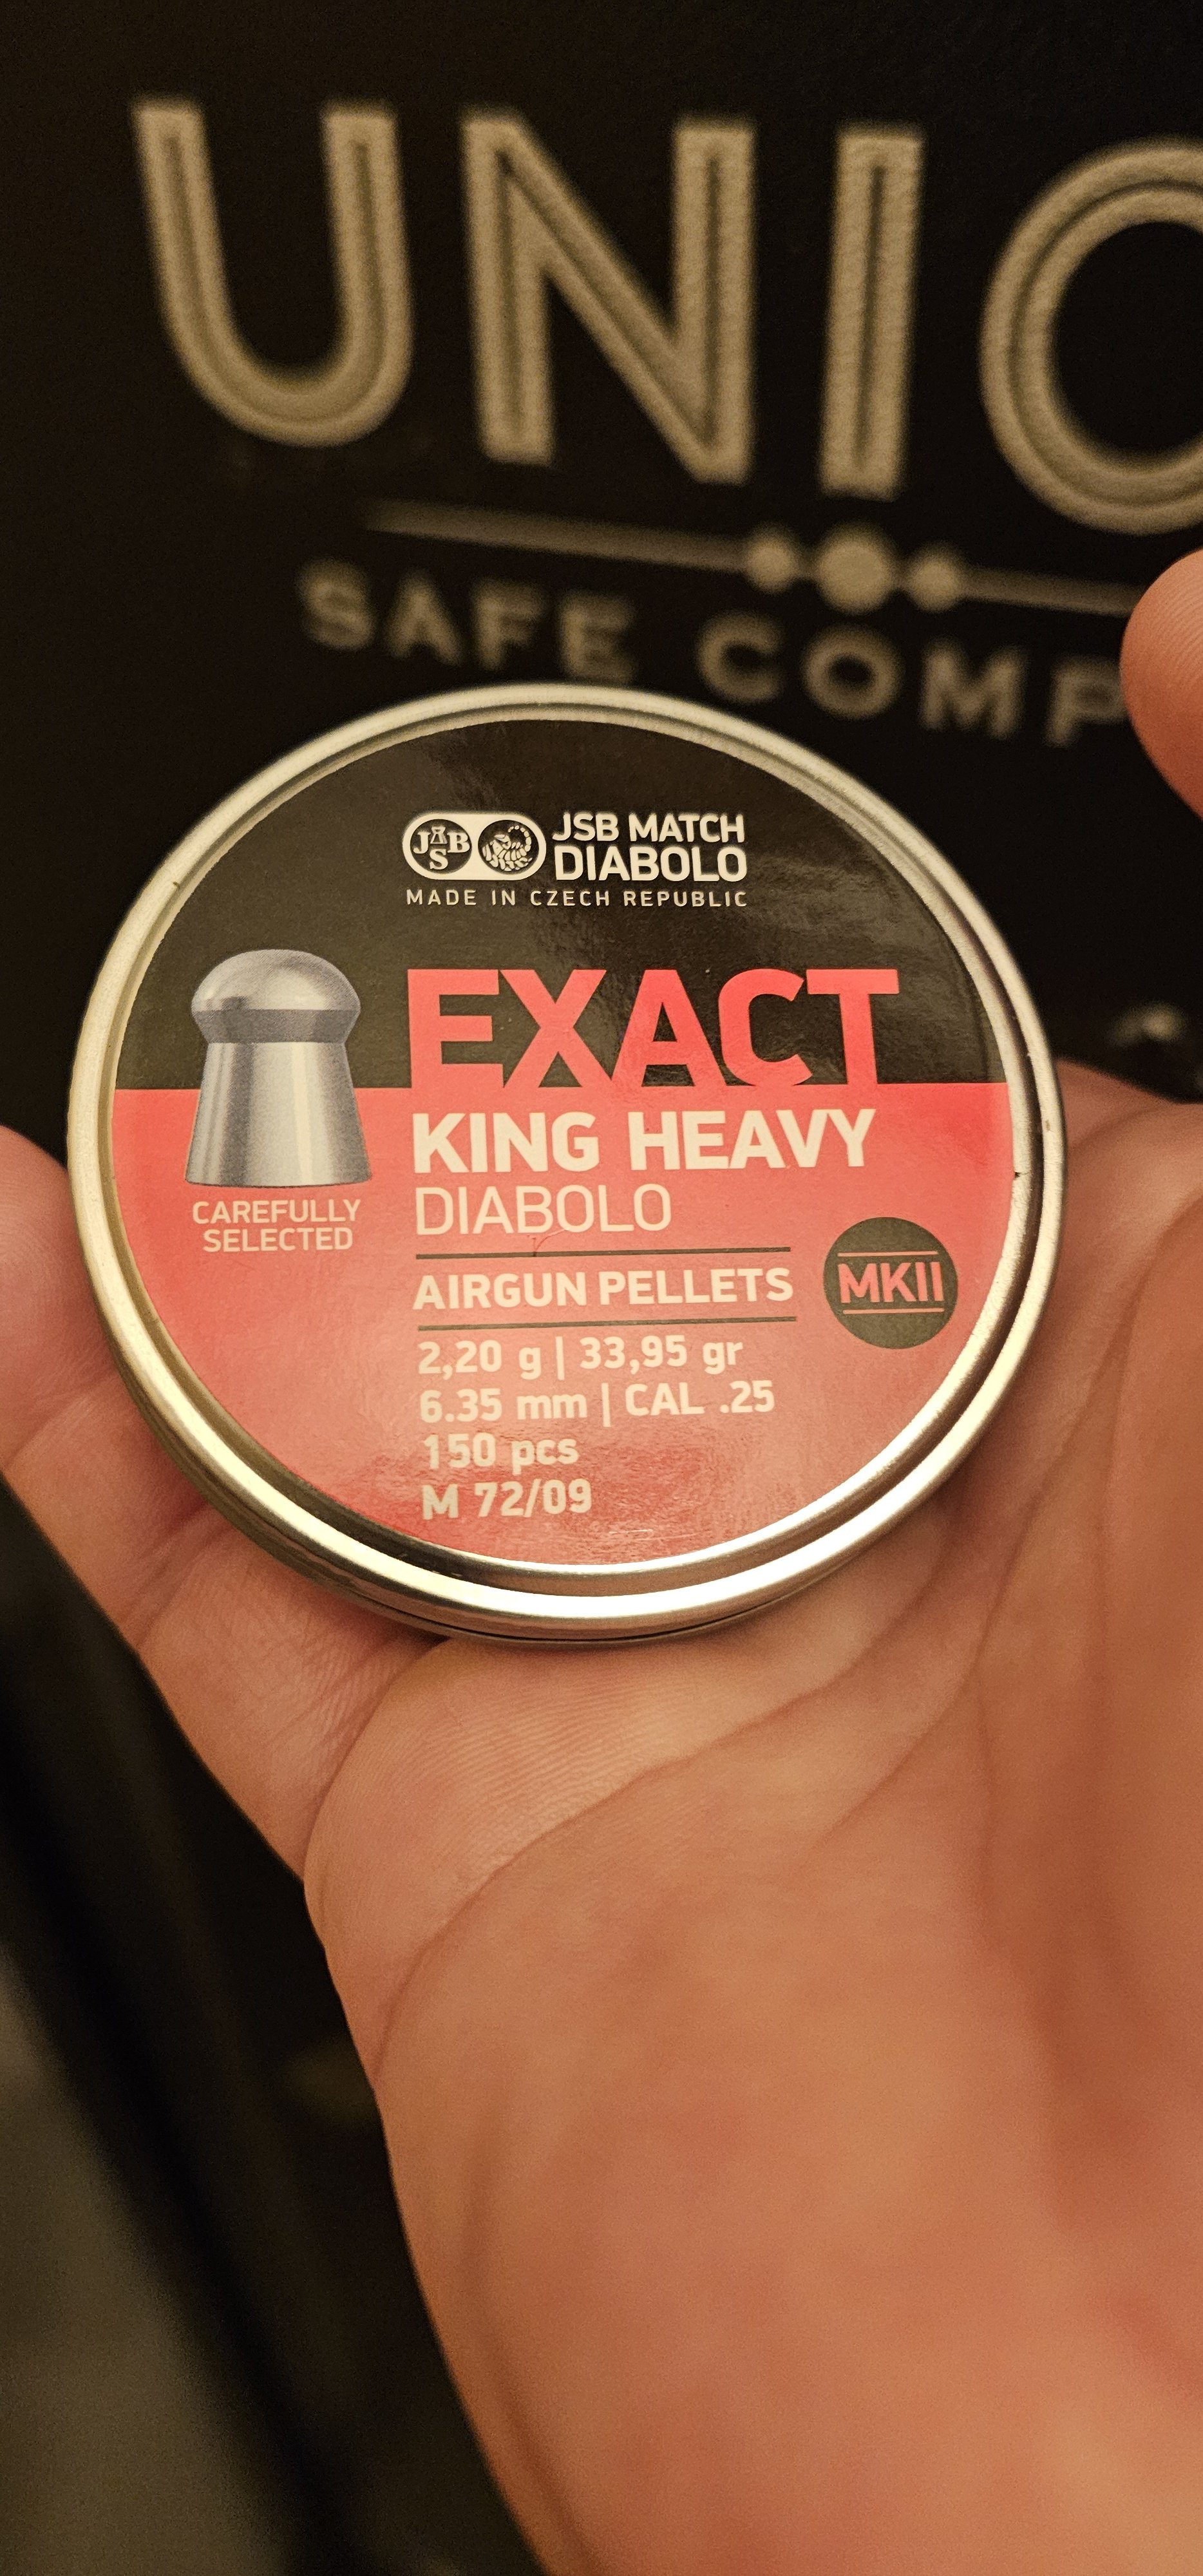 UNIO
SAFE COMP
JSB
JSB MATCH
DIABOLO
MADE IN CZECH REPUBLIC
EXACT
KING HEAVY
DIABOLO
CAREFULLY
SELECTED
AIRGUN PELLETS
MKII
2,20 g | 33,95 gr
6.35 mm | CAL .25
150 pcs
M 72/09